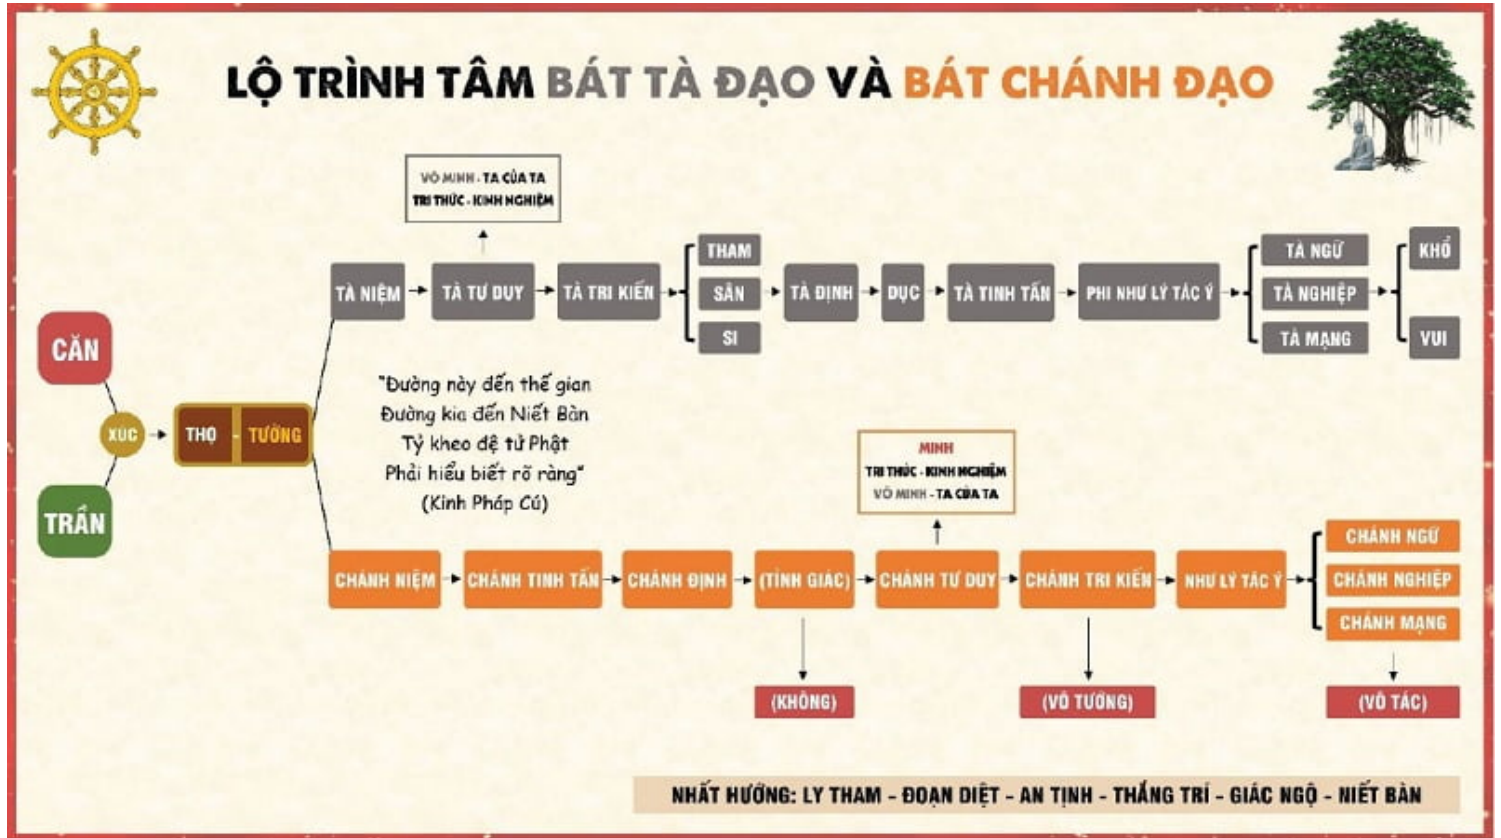 LỘ TRÌNH TÂM BÁT TÀ ĐẠO VÀ BÁT CHÁNH ĐẠO
VÔ MINH - TA CỦA TA
TRI THỨC - KINH NGHIỆM
TÀ NIỆM
TÀ TƯ DUY
TÀ TRI KIẾN
THAM
SÂN
SI
TÀ ĐỊNH
DỤC
TÀ TINH TẤN
PHI NHƯ LÝ TÁC Ý
TÀ NGỮ
TÀ NGHIỆP
TÀ MẠNG
KHỔ
VUI
CĂN
XÚC
TRẦN
THỌ - TƯỞNG
"Đường này đến thế gian
Đường kia đến Niết Bàn
Tỷ kheo đệ tử Phật
Phải hiểu biết rõ ràng"
(Kinh Pháp Cú)
MINH
TRI THỨC - KINH NGHIỆM
VÔ MINH - TA CỦA TA
CHÁNH NIỆM
CHÁNH TINH TẤN
CHÁNH ĐỊNH
(TỈNH GIÁC)
CHÁNH TƯ DUY
CHÁNH TRI KIẾN
NHƯ LÝ TÁC Ý
CHÁNH NGỮ
CHÁNH NGHIỆP
CHÁNH MẠNG
(KHÔNG)
(VÔ TƯỚNG)
(VÔ TÁC)
NHẤT HƯỚNG: LY THAM - ĐOẠN DIỆT - AN TỊNH - THẮNG TRÍ - GIÁC NGỘ - NIẾT BÀN